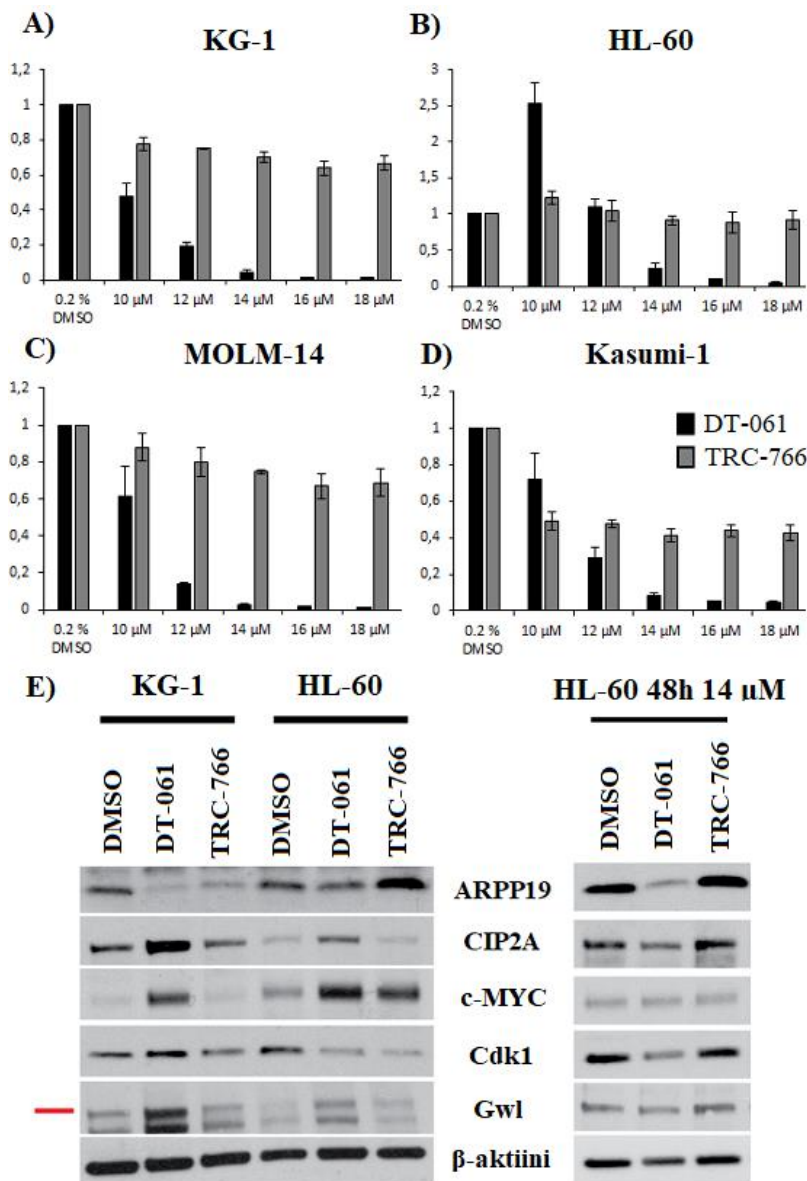 A) KG-1
1,2
1
0,8
0,6
0,4
0,2
0
0.2 % DMSO 10 µM 12 µM 14 µM 16 µM 18 µM
B) HL-60
3
2,5
2
1,5
1
0,5
0
0.2 % DMSO 10 µM 12 µM 14 µM 16 µM 18 µM
C) MOLM-14
1,2
1
0,8
0,6
0,4
0,2
0
0.2 % DMSO 10 µM 12 µM 14 µM 16 µM 18 µM
D) Kasumi-1
1,2
1
0,8
0,6
0,4
0,2
0
DT-061
TRC-766
0.2 % DMSO 10 µM 12 µM 14 µM 16 µM 18 µM
E) KG-1 HL-60 HL-60 48h 14 µM
DMSO DT-061 TRC-766 DMSO DT-061 TRC-766 DMSO DT-061 TRC-766
ARPP19
CIP2A
c-MYC
Cdk1
Gwl
β-aktiini